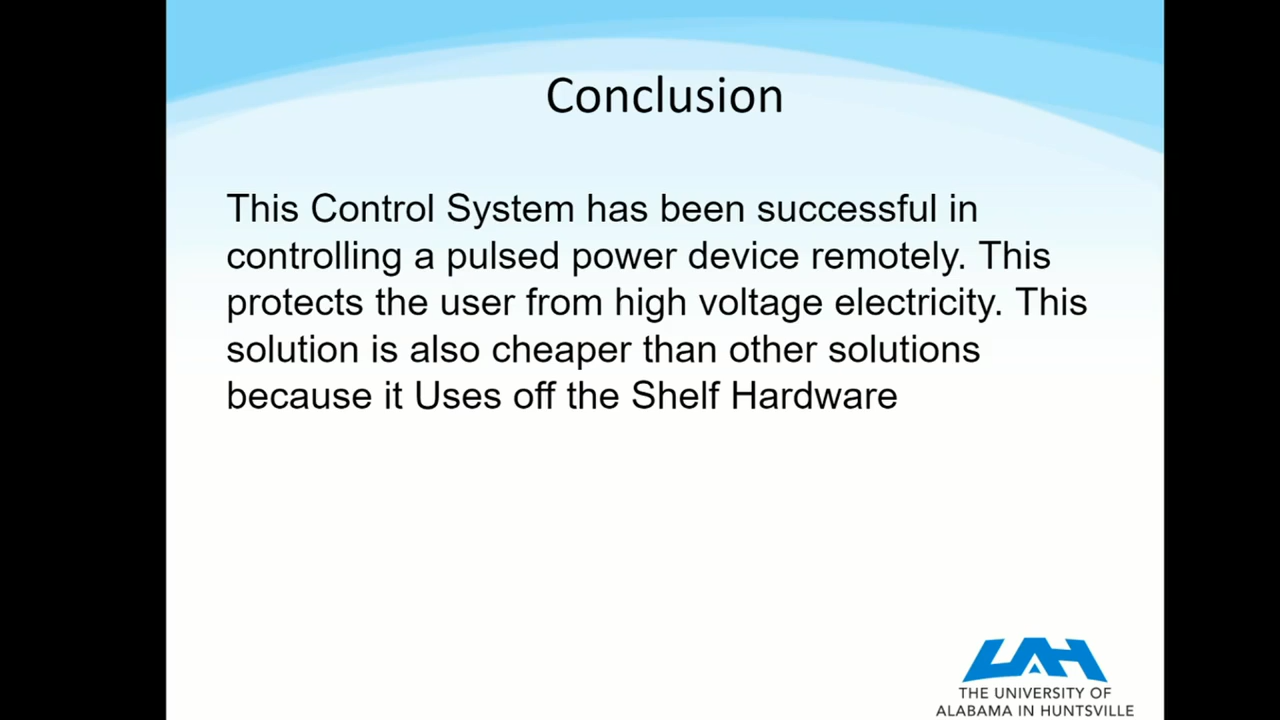 Conclusion
This Control System has been successful in
controlling a pulsed power device remotely. This
protects the user from high voltage electricity. This
solution is also cheaper than other solutions
because it Uses off the Shelf Hardware
UAH
THE UNIVERSITY OF
ALABAMA IN HUNTSVILLE